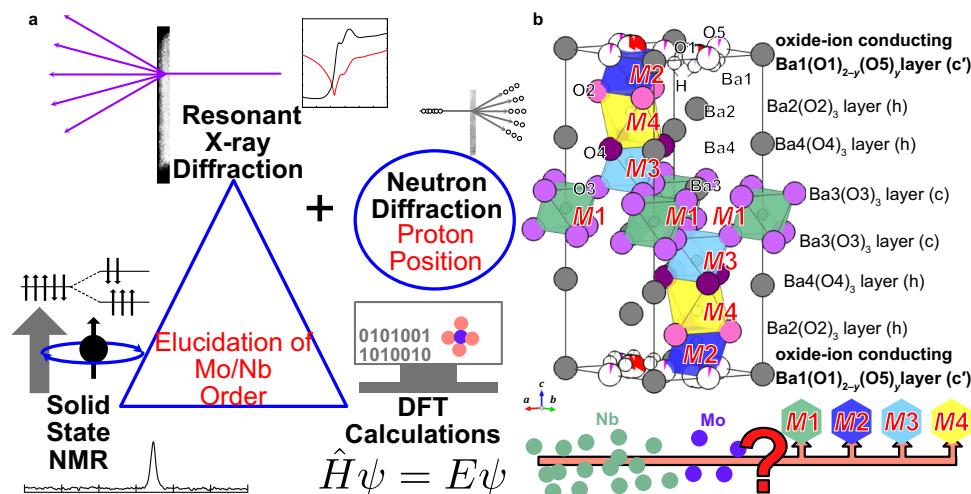 a
Resonant
X-ray
Diffraction
+
Neutron
Diffraction
Proton
Position
Elucidation of
Mo/Nb
Order
Solid
State
NMR
0101001
1010010
DFT
Calculations
Ĥψ = Eψ
b
O5
O1
M2
H
Ba1
O2
Ba2
M4
O4
Ba4
M3
O3
Ba3
M1
M1
M1
M3
M4
M2
oxide-ion conducting
Ba1(O1)₂₋y(O5)y layer (c′)
Ba2(O2)₃ layer (h)
Ba4(O4)₃ layer (h)
Ba3(O3)₃ layer (c)
Ba3(O3)₃ layer (c)
Ba4(O4)₃ layer (h)
Ba2(O2)₃ layer (h)
oxide-ion conducting
Ba1(O1)₂₋y(O5)y layer (c′)
c
a b
Nb
Mo
?
M1 M2 M3 M4